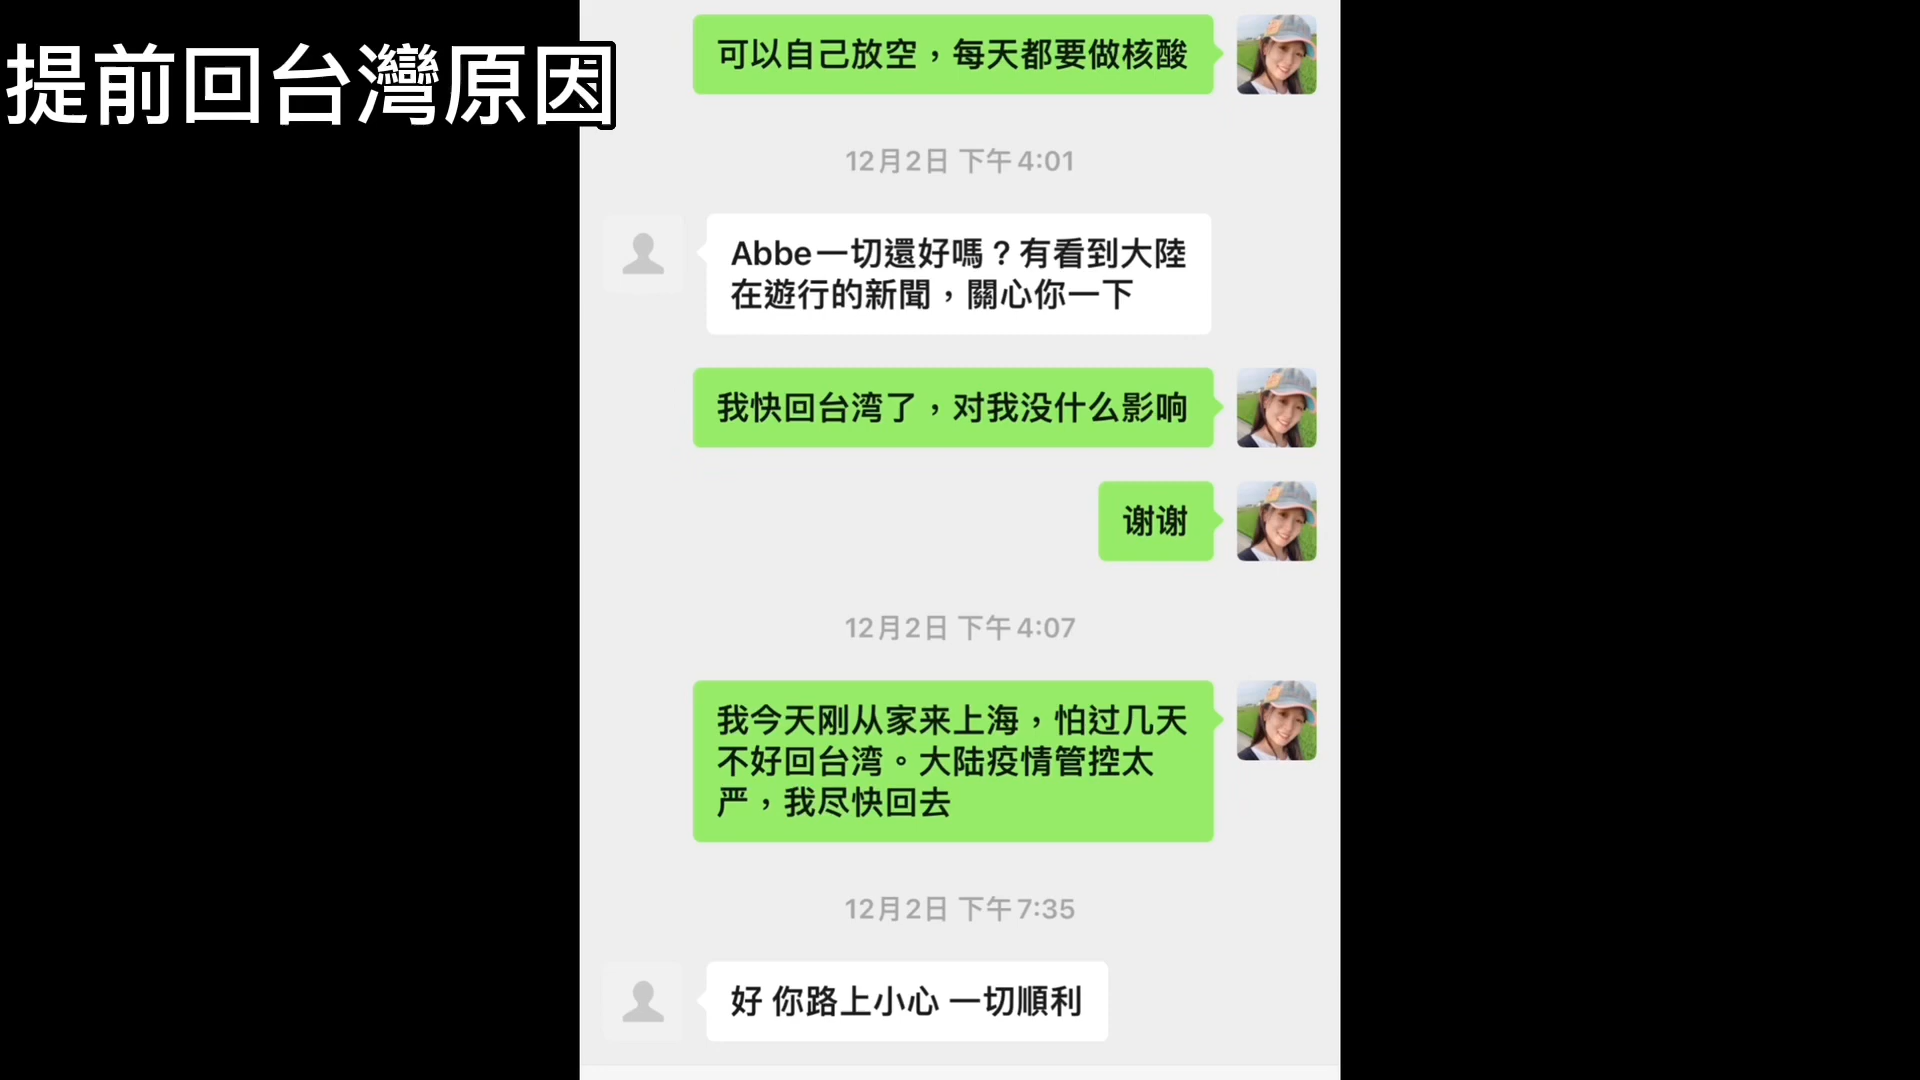 提前回台灣原因
可以自己放空，每天都要做核酸
12月2日 下午4:01
Abbe一切還好嗎？有看到大陸
在遊行的新聞，關心你一下
我快回台湾了，对我没什么影响
谢谢
12月2日 下午4:07
我今天刚从家来上海，怕过几天
不好回台湾。大陆疫情管控太
严，我尽快回去
12月2日 下午7:35
好 你路上小心 一切順利